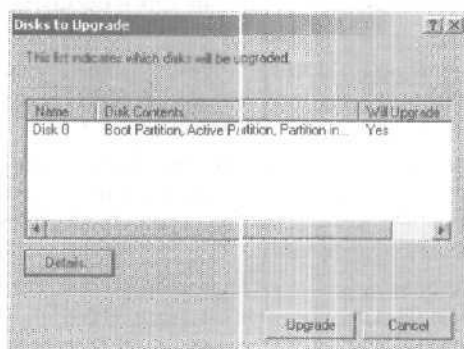 Disks to Upgrade
This list indicates which disks will be upgraded.
Name Disk Contents Will Upgrade
Disk 0 Boot Partition, Active Partition, Partition in... Yes
Details...
Upgrade Cancel